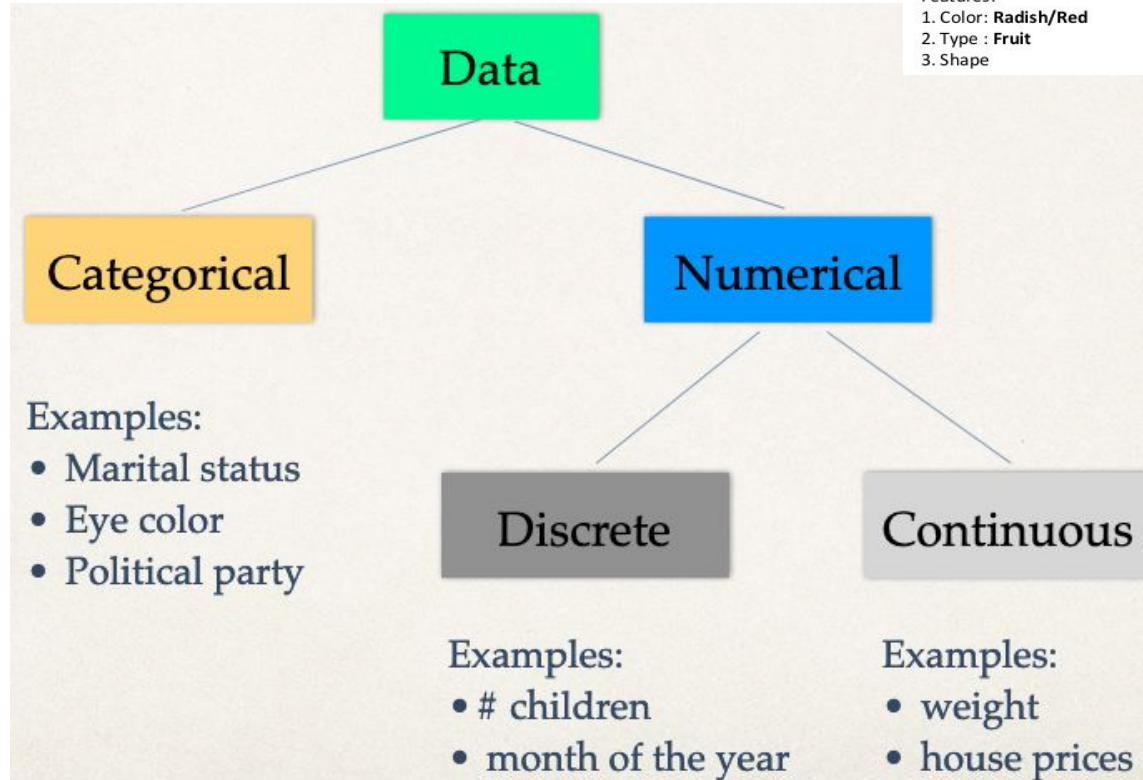 Features:
1. Color: Radish/Red
2. Type : Fruit
3. Shape
Data
Categorical
Numerical
Examples:
• Marital status
• Eye color
• Political party
Discrete
Continuous
Examples:
• # children
• month of the year
Examples:
• weight
• house prices